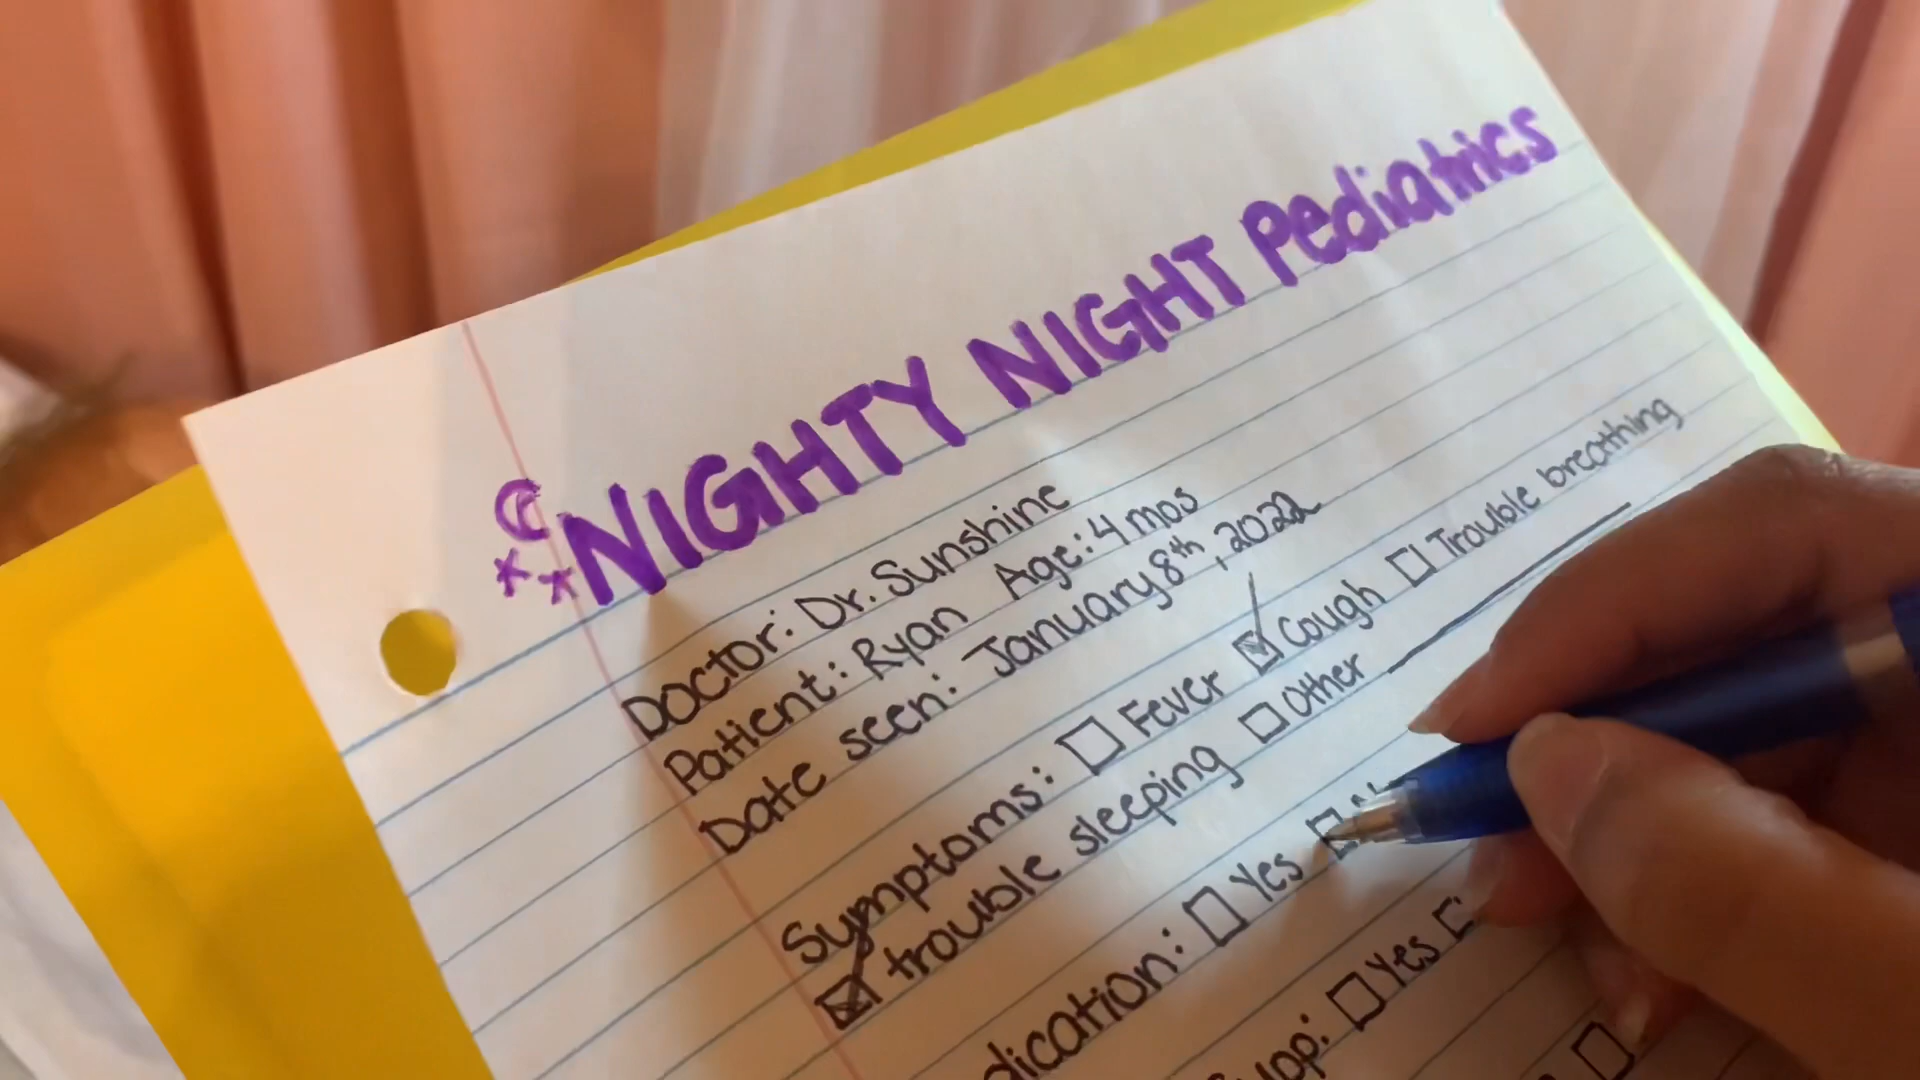 NIGHTY NIGHT Pediatrics
Doctor: Dr. Sunshine
Patient: Ryan Age: 4 mos
Date seen: January 8th, 2022
Symptoms: Fever Cough Trouble breathing
trouble sleeping Other
dication: Yes
Yes